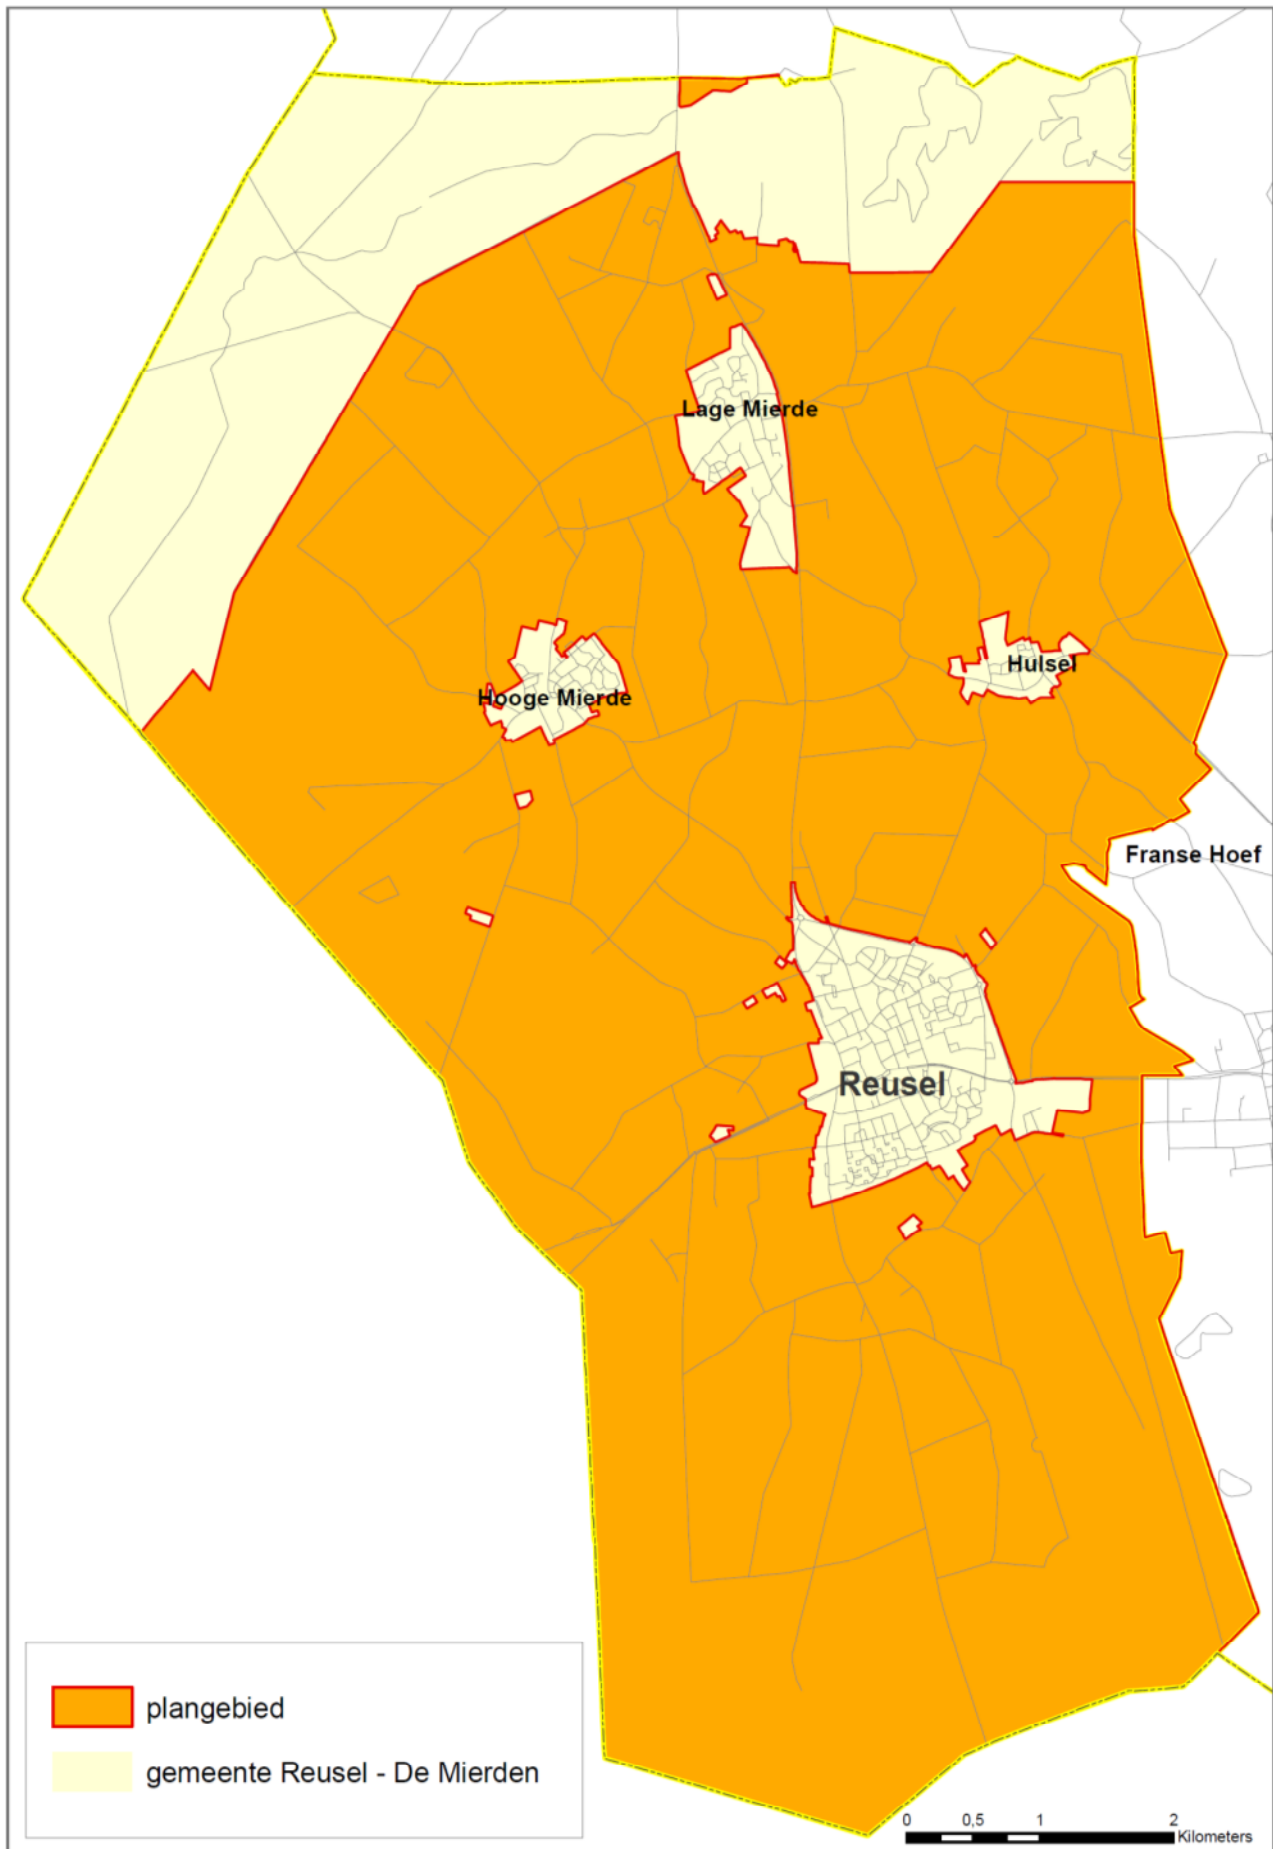 Lage Mierde
Hulsel
Hooge Mierde
Franse Hoef
Reusel
plangebied
gemeente Reusel - De Mierden
0 0,5 1 2
Kilometers